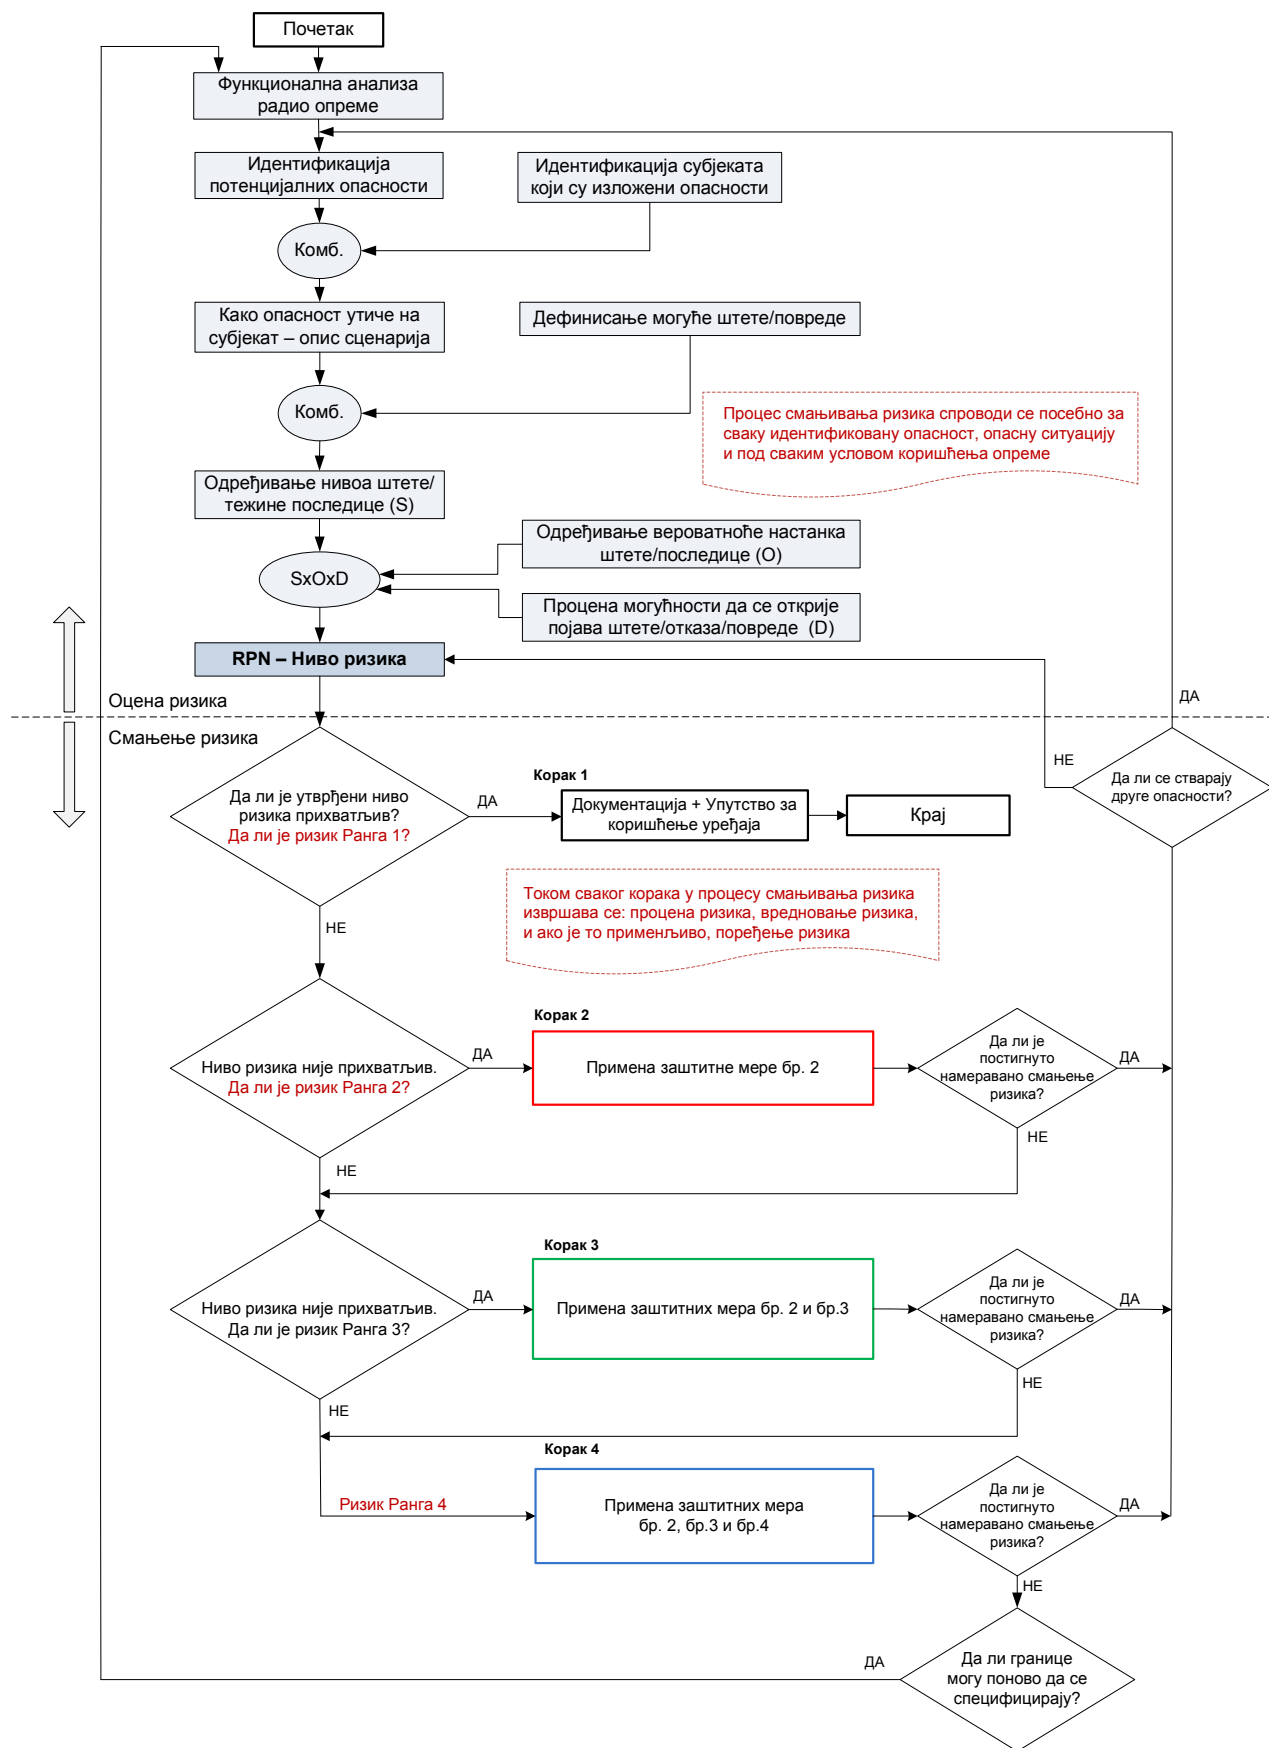 Почетак
Функционална анализа
радио опреме
Идентификација
потенцијалних опасности
Идентификација субјеката
који су изложени опасности
Комб.
Како опасност утиче на
субјекат – опис сценарија
Дефинисање могуће штете/повреде
Комб.
Процес смањивања ризика спроводи се посебно за
сваку идентификовану опасност, опасну ситуацију
и под сваким условом коришћења опреме
Одређивање нивоа штете/
тежине последице (S)
Одређивање вероватноће настанка
штете/последице (O)
SxOxD
Процена могућности да се открије
појава штете/отказа/повреде (D)
RPN – Ниво ризика
Оцена ризика
ДА
Смањење ризика
НЕ
Да ли се стварају
друге опасности?
Корак 1
Да ли је утврђени ниво
ризика прихватљив?
Да ли је ризик Ранга 1?
ДА
Документација + Упутство за
коришћење уређаја
Крај
Током сваког корака у процесу смањивања ризика
извршава се: процена ризика, вредновање ризика,
и ако је то применљиво, поређење ризика
НЕ
Корак 2
Ниво ризика није прихватљив.
Да ли је ризик Ранга 2?
ДА
Примена заштитне мере бр. 2
Да ли је
постигнуто
намеравано смањење
ризика?
ДА
НЕ
НЕ
Корак 3
Ниво ризика није прихватљив.
Да ли је ризик Ранга 3?
ДА
Примена заштитних мера бр. 2 и бр.3
Да ли је
постигнуто
намеравано смањење
ризика?
ДА
НЕ
НЕ
Корак 4
Ризик Ранга 4
Примена заштитних мера
бр. 2, бр.3 и бр.4
Да ли је
постигнуто
намеравано смањење
ризика?
ДА
НЕ
ДА
Да ли границе
могу поново да се
специфицирају?